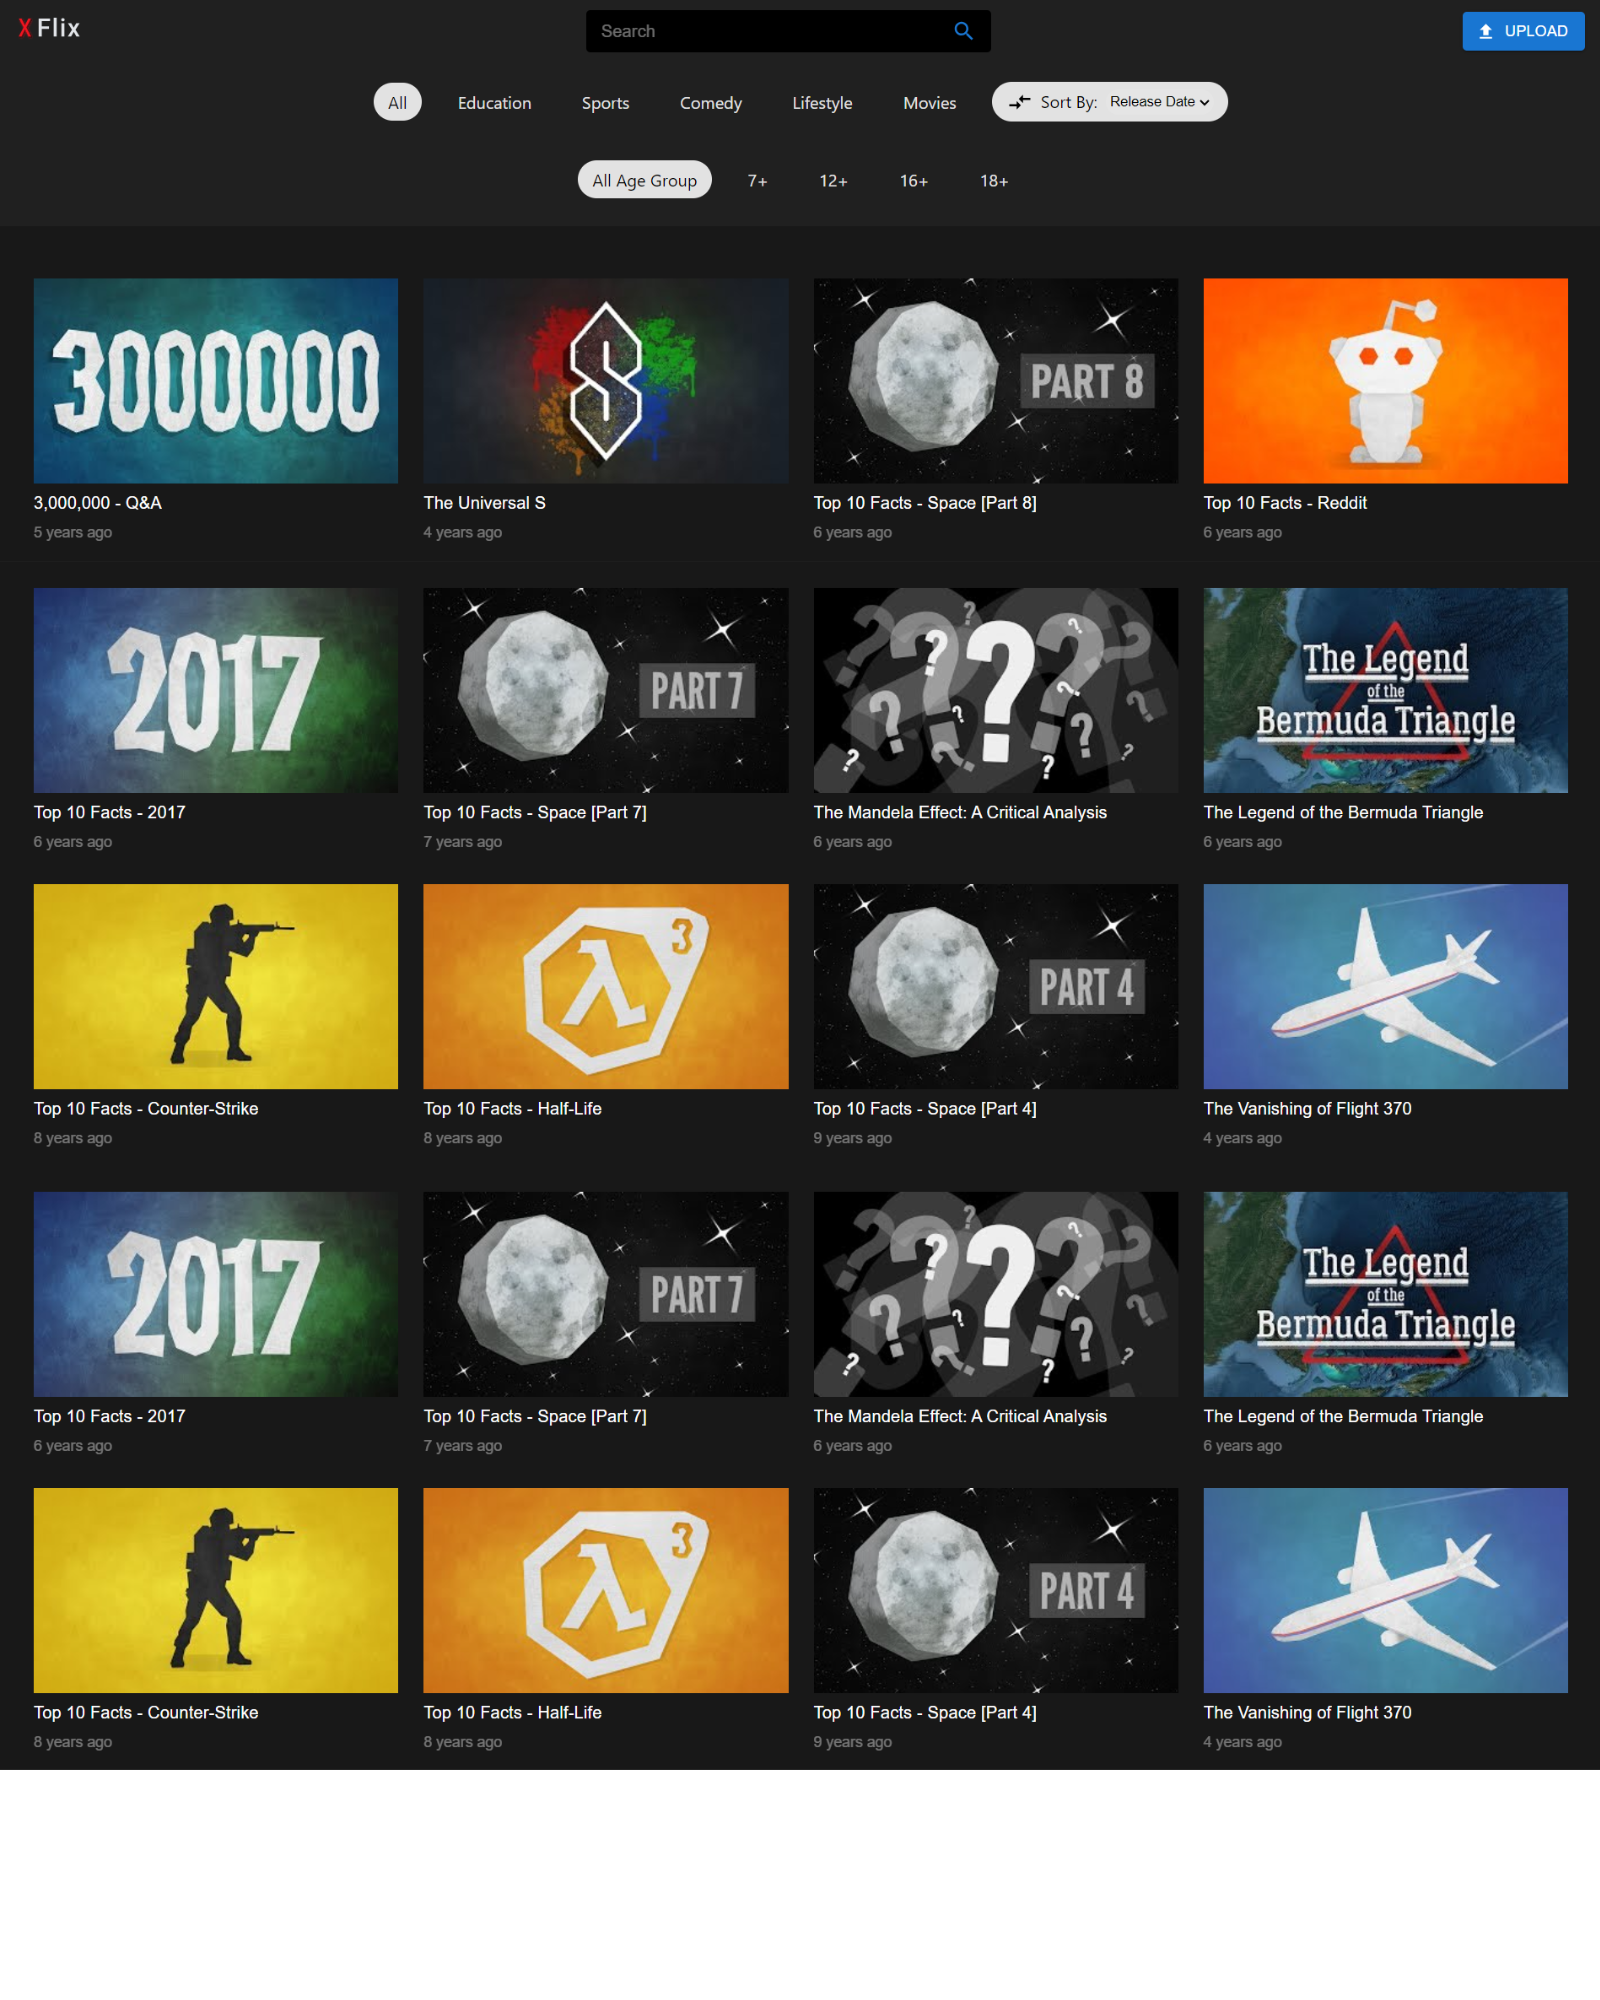 X Flix
Search
UPLOAD
All Education Sports Comedy Lifestyle Movies Sort By: Release Date
All Age Group 7+ 12+ 16+ 18+
3000000
S
PART 8
3,000,000 - Q&A
The Universal S
Top 10 Facts - Space [Part 8]
Top 10 Facts - Reddit
5 years ago
4 years ago
6 years ago
6 years ago
2017
PART 7
? ? ? ? ? ? ? ? ? ? ? ? ? ?
The Legend
of the
Bermuda Triangle
Top 10 Facts - 2017
Top 10 Facts - Space [Part 7]
The Mandela Effect: A Critical Analysis
The Legend of the Bermuda Triangle
6 years ago
7 years ago
6 years ago
6 years ago
λ 3
PART 4
Top 10 Facts - Counter-Strike
Top 10 Facts - Half-Life
Top 10 Facts - Space [Part 4]
The Vanishing of Flight 370
8 years ago
8 years ago
9 years ago
4 years ago
2017
PART 7
? ? ? ? ? ? ? ? ? ? ? ? ? ?
The Legend
of the
Bermuda Triangle
Top 10 Facts - 2017
Top 10 Facts - Space [Part 7]
The Mandela Effect: A Critical Analysis
The Legend of the Bermuda Triangle
6 years ago
7 years ago
6 years ago
6 years ago
λ 3
PART 4
Top 10 Facts - Counter-Strike
Top 10 Facts - Half-Life
Top 10 Facts - Space [Part 4]
The Vanishing of Flight 370
8 years ago
8 years ago
9 years ago
4 years ago